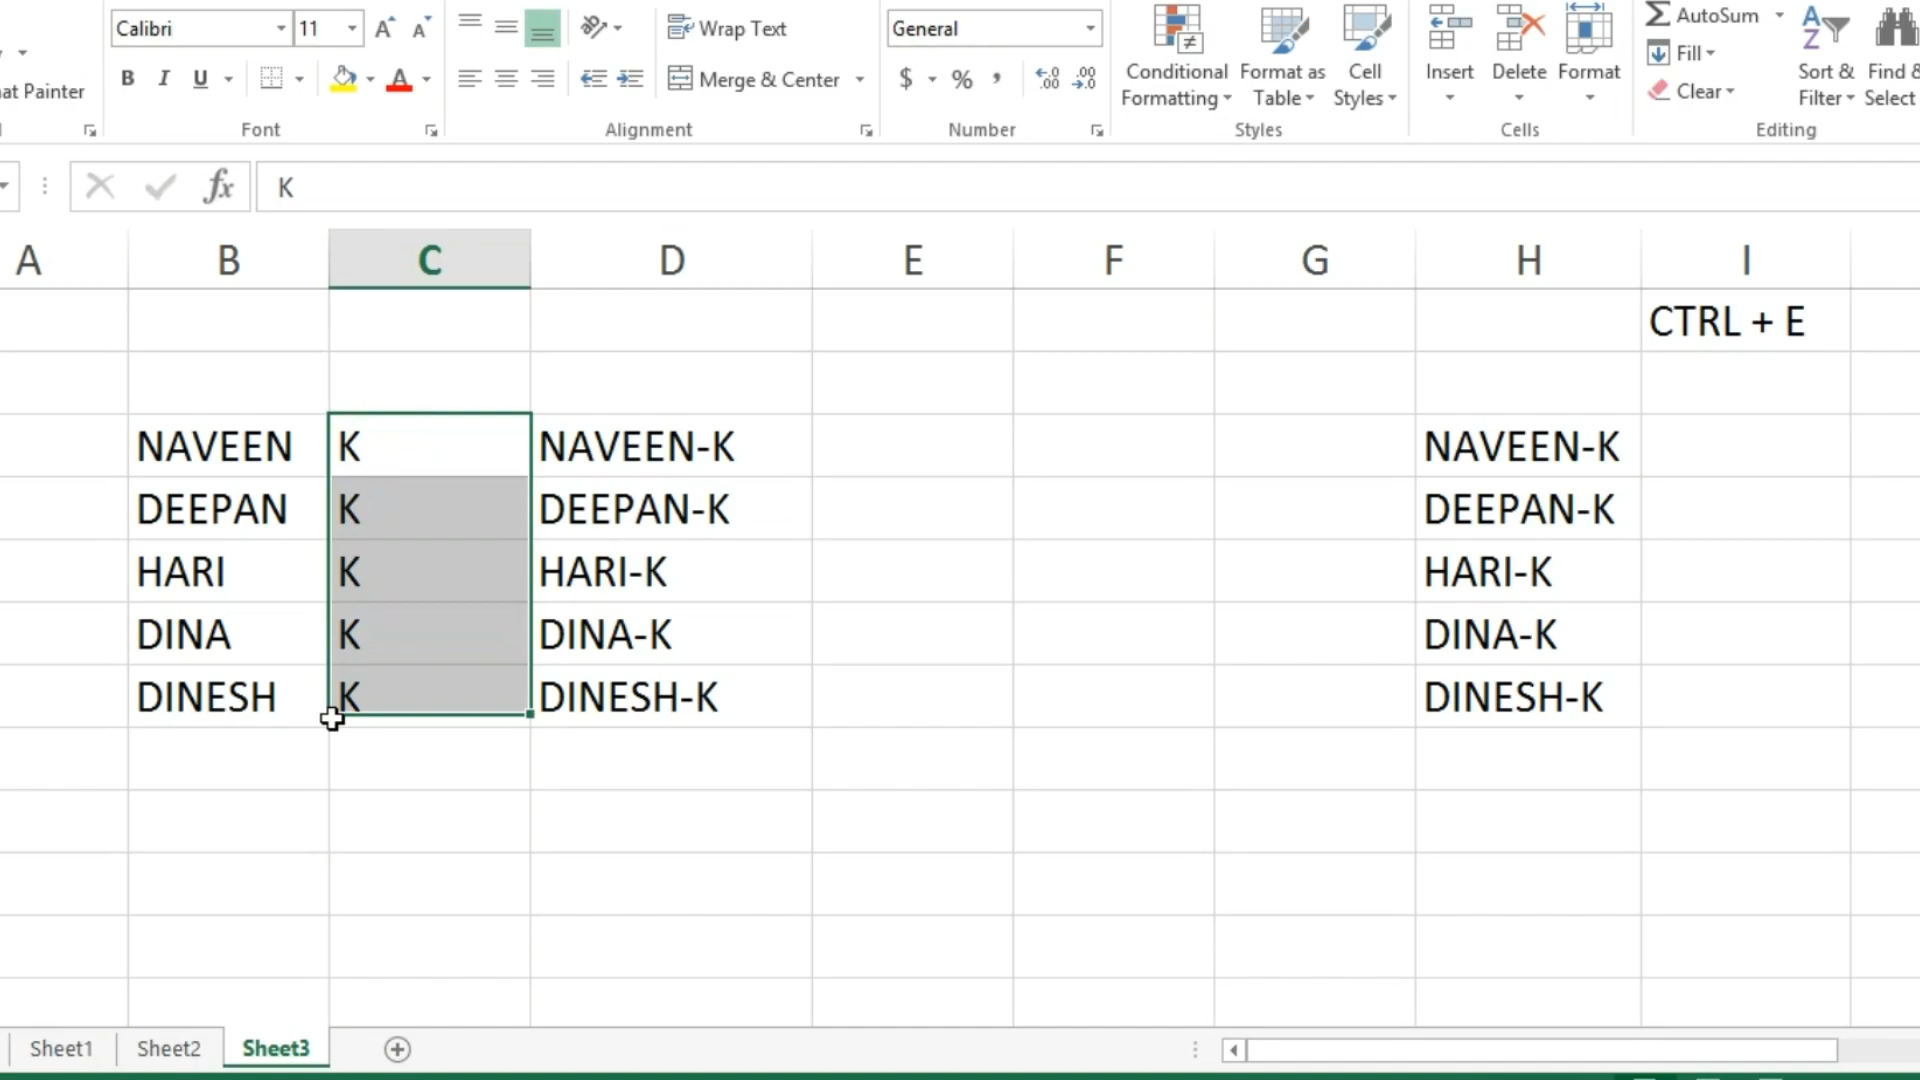 Calibri 11 A A Wrap Text General AutoSum
at Painter B I U A Merge & Center $ % , Conditional Formatting Format as Table Cell Styles Insert Delete Format Fill Clear Sort & Filter Find & Select
Font Alignment Number Styles Cells Editing
fx K
A B C D E F G H I
CTRL + E
NAVEEN K NAVEEN-K NAVEEN-K
DEEPAN K DEEPAN-K DEEPAN-K
HARI K HARI-K HARI-K
DINA K DINA-K DINA-K
DINESH K DINESH-K DINESH-K
Sheet1 Sheet2 Sheet3